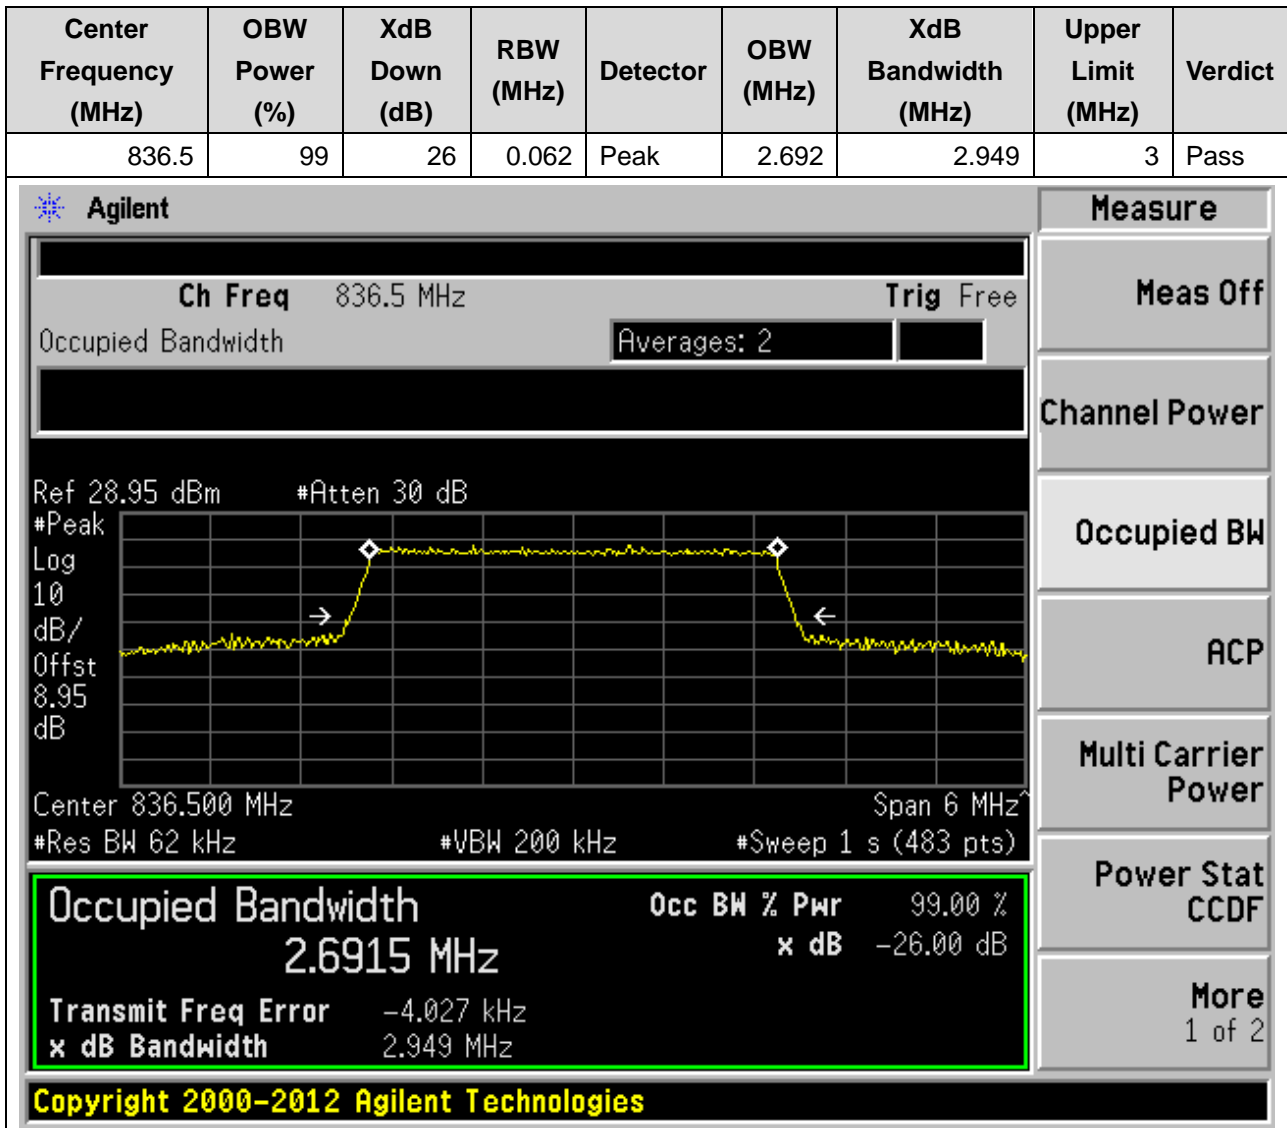 Center Frequency (MHz) OBW Power (%) XdB Down (dB) RBW (MHz) Detector OBW (MHz) XdB Bandwidth (MHz) Upper Limit (MHz) Verdict
836.5 99 26 0.062 Peak 2.692 2.949 3 Pass
Agilent
Measure
Ch Freq 836.5 MHz Trig Free
Occupied Bandwidth Averages: 2
Ref 28.95 dBm #Atten 30 dB
#Peak
Log
10
dB/
Offst
8.95
dB
Center 836.500 MHz Span 6 MHz^
#Res BW 62 kHz #VBW 200 kHz #Sweep 1 s (483 pts)
Occupied Bandwidth Occ BW % Pwr 99.00 %
2.6915 MHz x dB -26.00 dB
Transmit Freq Error -4.027 kHz
x dB Bandwidth 2.949 MHz
Meas Off
Channel Power
Occupied BW
ACP
Multi Carrier
Power
Power Stat
CCDF
More
1 of 2
Copyright 2000-2012 Agilent Technologies